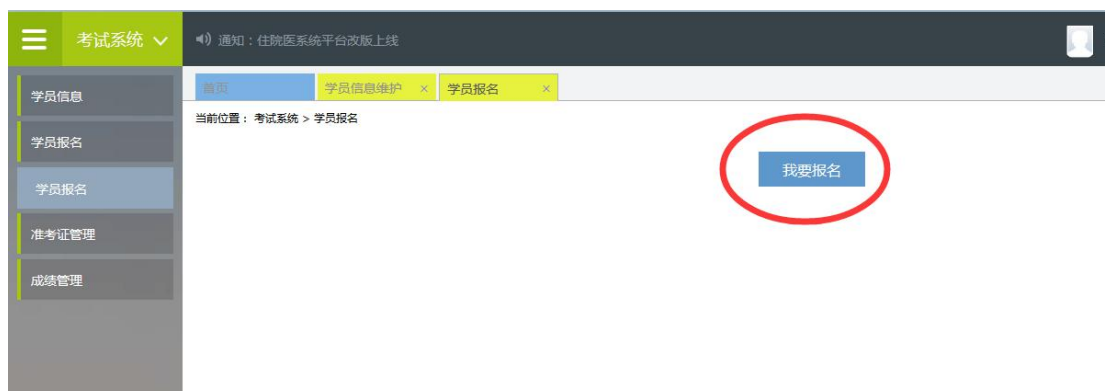 考试系统
通知：住院医系统平台改版上线
学员信息
学员报名
学员报名
准考证管理
成绩管理
首页
学员信息维护 ×
学员报名 ×
当前位置： 考试系统 > 学员报名
我要报名